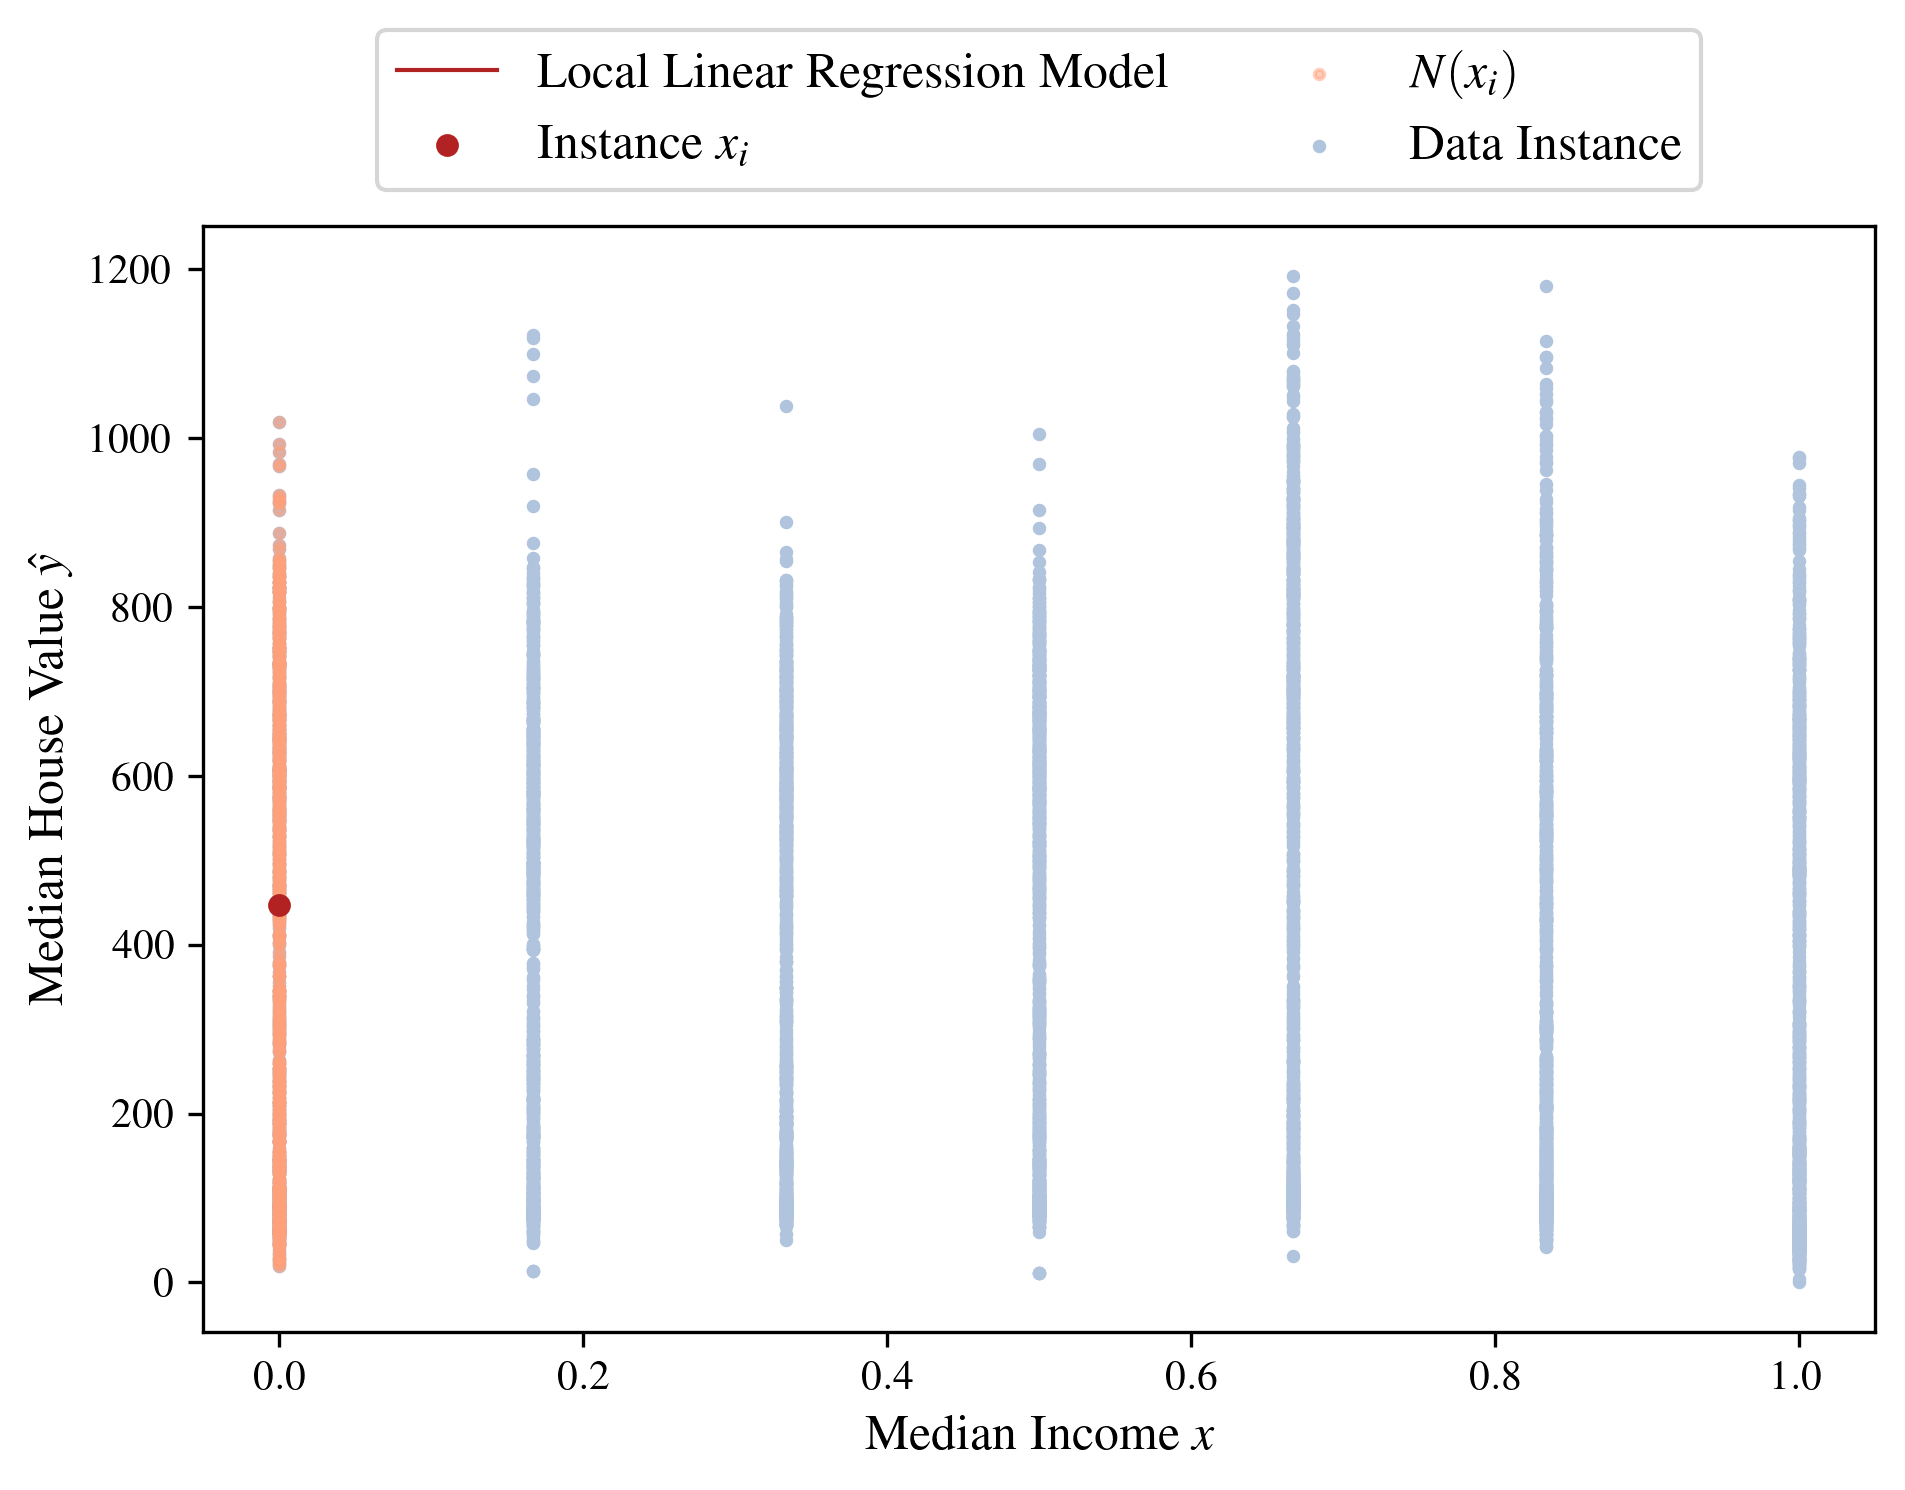 Local Linear Regression Model
Instance xᵢ
N(xᵢ)
Data Instance
1200
1000
800
600
400
200
0
Median House Value ŷ
0.0 0.2 0.4 0.6 0.8 1.0
Median Income x